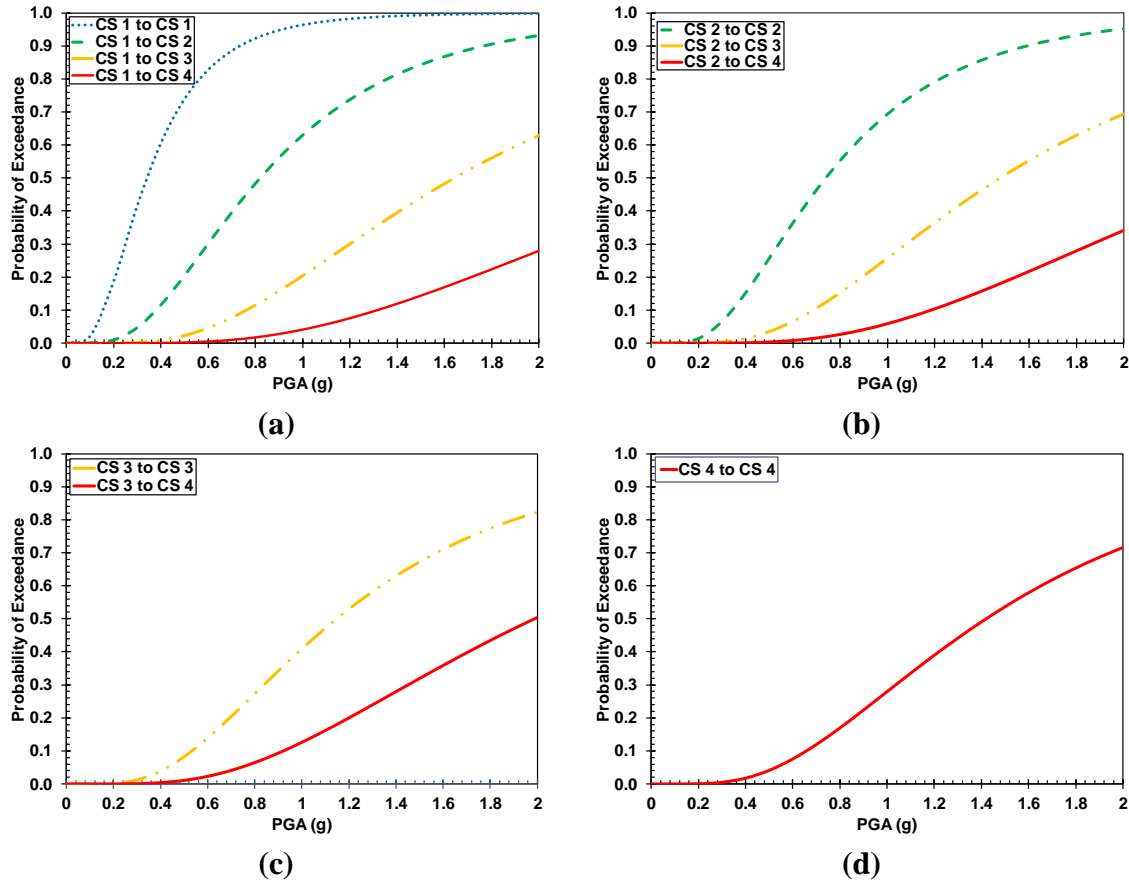 CS 1 to CS 1
CS 1 to CS 2
CS 1 to CS 3
CS 1 to CS 4
Probability of Exceedance
1.0
0.9
0.8
0.7
0.6
0.5
0.4
0.3
0.2
0.1
0.0
0 0.2 0.4 0.6 0.8 1 1.2 1.4 1.6 1.8 2
PGA (g)
(a)
CS 2 to CS 2
CS 2 to CS 3
CS 2 to CS 4
Probability of Exceedance
1.0
0.9
0.8
0.7
0.6
0.5
0.4
0.3
0.2
0.1
0.0
0 0.2 0.4 0.6 0.8 1 1.2 1.4 1.6 1.8 2
PGA (g)
(b)
CS 3 to CS 3
CS 3 to CS 4
Probability of Exceedance
1.0
0.9
0.8
0.7
0.6
0.5
0.4
0.3
0.2
0.1
0.0
0 0.2 0.4 0.6 0.8 1 1.2 1.4 1.6 1.8 2
PGA (g)
(c)
CS 4 to CS 4
Probability of Exceedance
1.0
0.9
0.8
0.7
0.6
0.5
0.4
0.3
0.2
0.1
0.0
0 0.2 0.4 0.6 0.8 1 1.2 1.4 1.6 1.8 2
PGA (g)
(d)